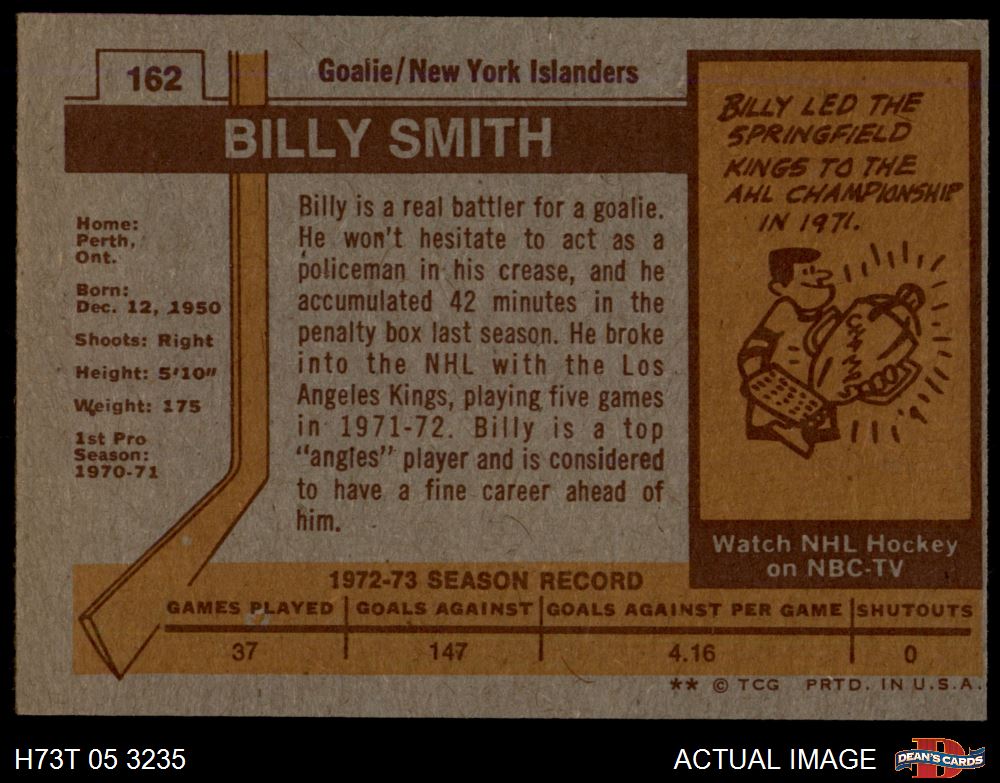 162
Goalie/New York Islanders
BILLY SMITH
Home:
Perth,
Ont.
Born:
Dec. 12, 1950
Shoots: Right
Height: 5'10"
Weight: 175
1st Pro
Season:
1970-71
Billy is a real battler for a goalie.
He won't hesitate to act as a
policeman in his crease, and he
accumulated 42 minutes in the
penalty box last season. He broke
into the NHL with the Los
Angeles Kings, playing five games
in 1971-72. Billy is a top
"angles" player and is considered
to have a fine career ahead of
him.
BILLY LED THE
SPRINGFIELD
KINGS TO THE
AHL CHAMPIONSHIP
IN 1971.
Watch NHL Hockey
on NBC-TV
1972-73 SEASON RECORD
GAMES PLAYED GOALS AGAINST GOALS AGAINST PER GAME SHUTOUTS
37 147 4.16 0
** © TCG PRTD. IN U.S.A.
H73T 05 3235
ACTUAL IMAGE
D
DEAN'S CARDS